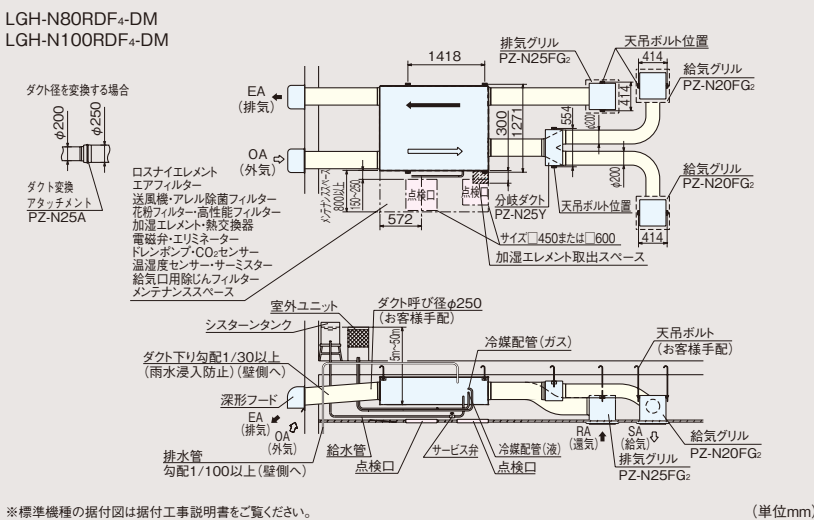 LGH-N80RDF4-DM
LGH-N100RDF4-DM
ダクト径を変換する場合
φ200
φ250
ダクト変換
アタッチメント
PZ-N25A
EA
(排気)
OA
(外気)
1418
300
1271
排気グリル
PZ-N25FG2
天吊ボルト位置
414
414
給気グリル
PZ-N20FG2
554
φ200
φ200
給気グリル
PZ-N20FG2
414
分岐ダクト
PZ-N25Y
天吊ボルト位置
ロスナイエレメント
エアフィルター
送風機・アレル除菌フィルター
花粉フィルター・高性能フィルター
加湿エレメント・熱交換器
電磁弁・エリミネーター
ドレンポンプ・CO2センサー
温湿度センサー・サーミスター
給気口用除じんフィルター
メンテナンススペース
メンテナンススペース
800以上
150~250
点検口
点検口
572
サイズ□450または□600
加湿エレメント取出スペース
室外ユニット
ダクト呼び径φ250
(お客様手配)
シスターンタンク
5m~50m
冷媒配管(ガス)
天吊ボルト
(お客様手配)
ダクト下り勾配1/30以上
(雨水浸入防止)(壁側へ)
深形フード
EA
(排気)
OA
(外気)
排水管
勾配1/100以上(壁側へ)
給水管
点検口
サービス弁
冷媒配管(液)
点検口
RA
(還気)
SA
(給気)
排気グリル
PZ-N25FG2
給気グリル
PZ-N20FG2
※標準機種の据付図は据付工事説明書をご覧ください。
(単位mm)